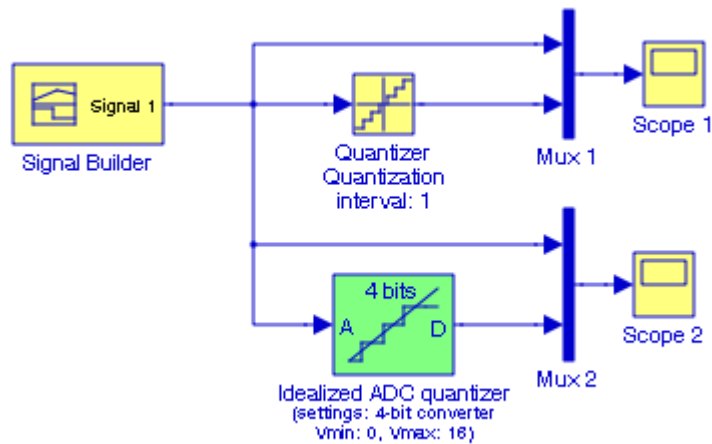 Signal 1
Signal Builder
Quantizer
Quantization
interval: 1
Mux 1
Scope 1
4 bits
A
D
Idealized ADC quantizer
(settings: 4-bit converter
Vmin: 0, Vmax: 16)
Mux 2
Scope 2